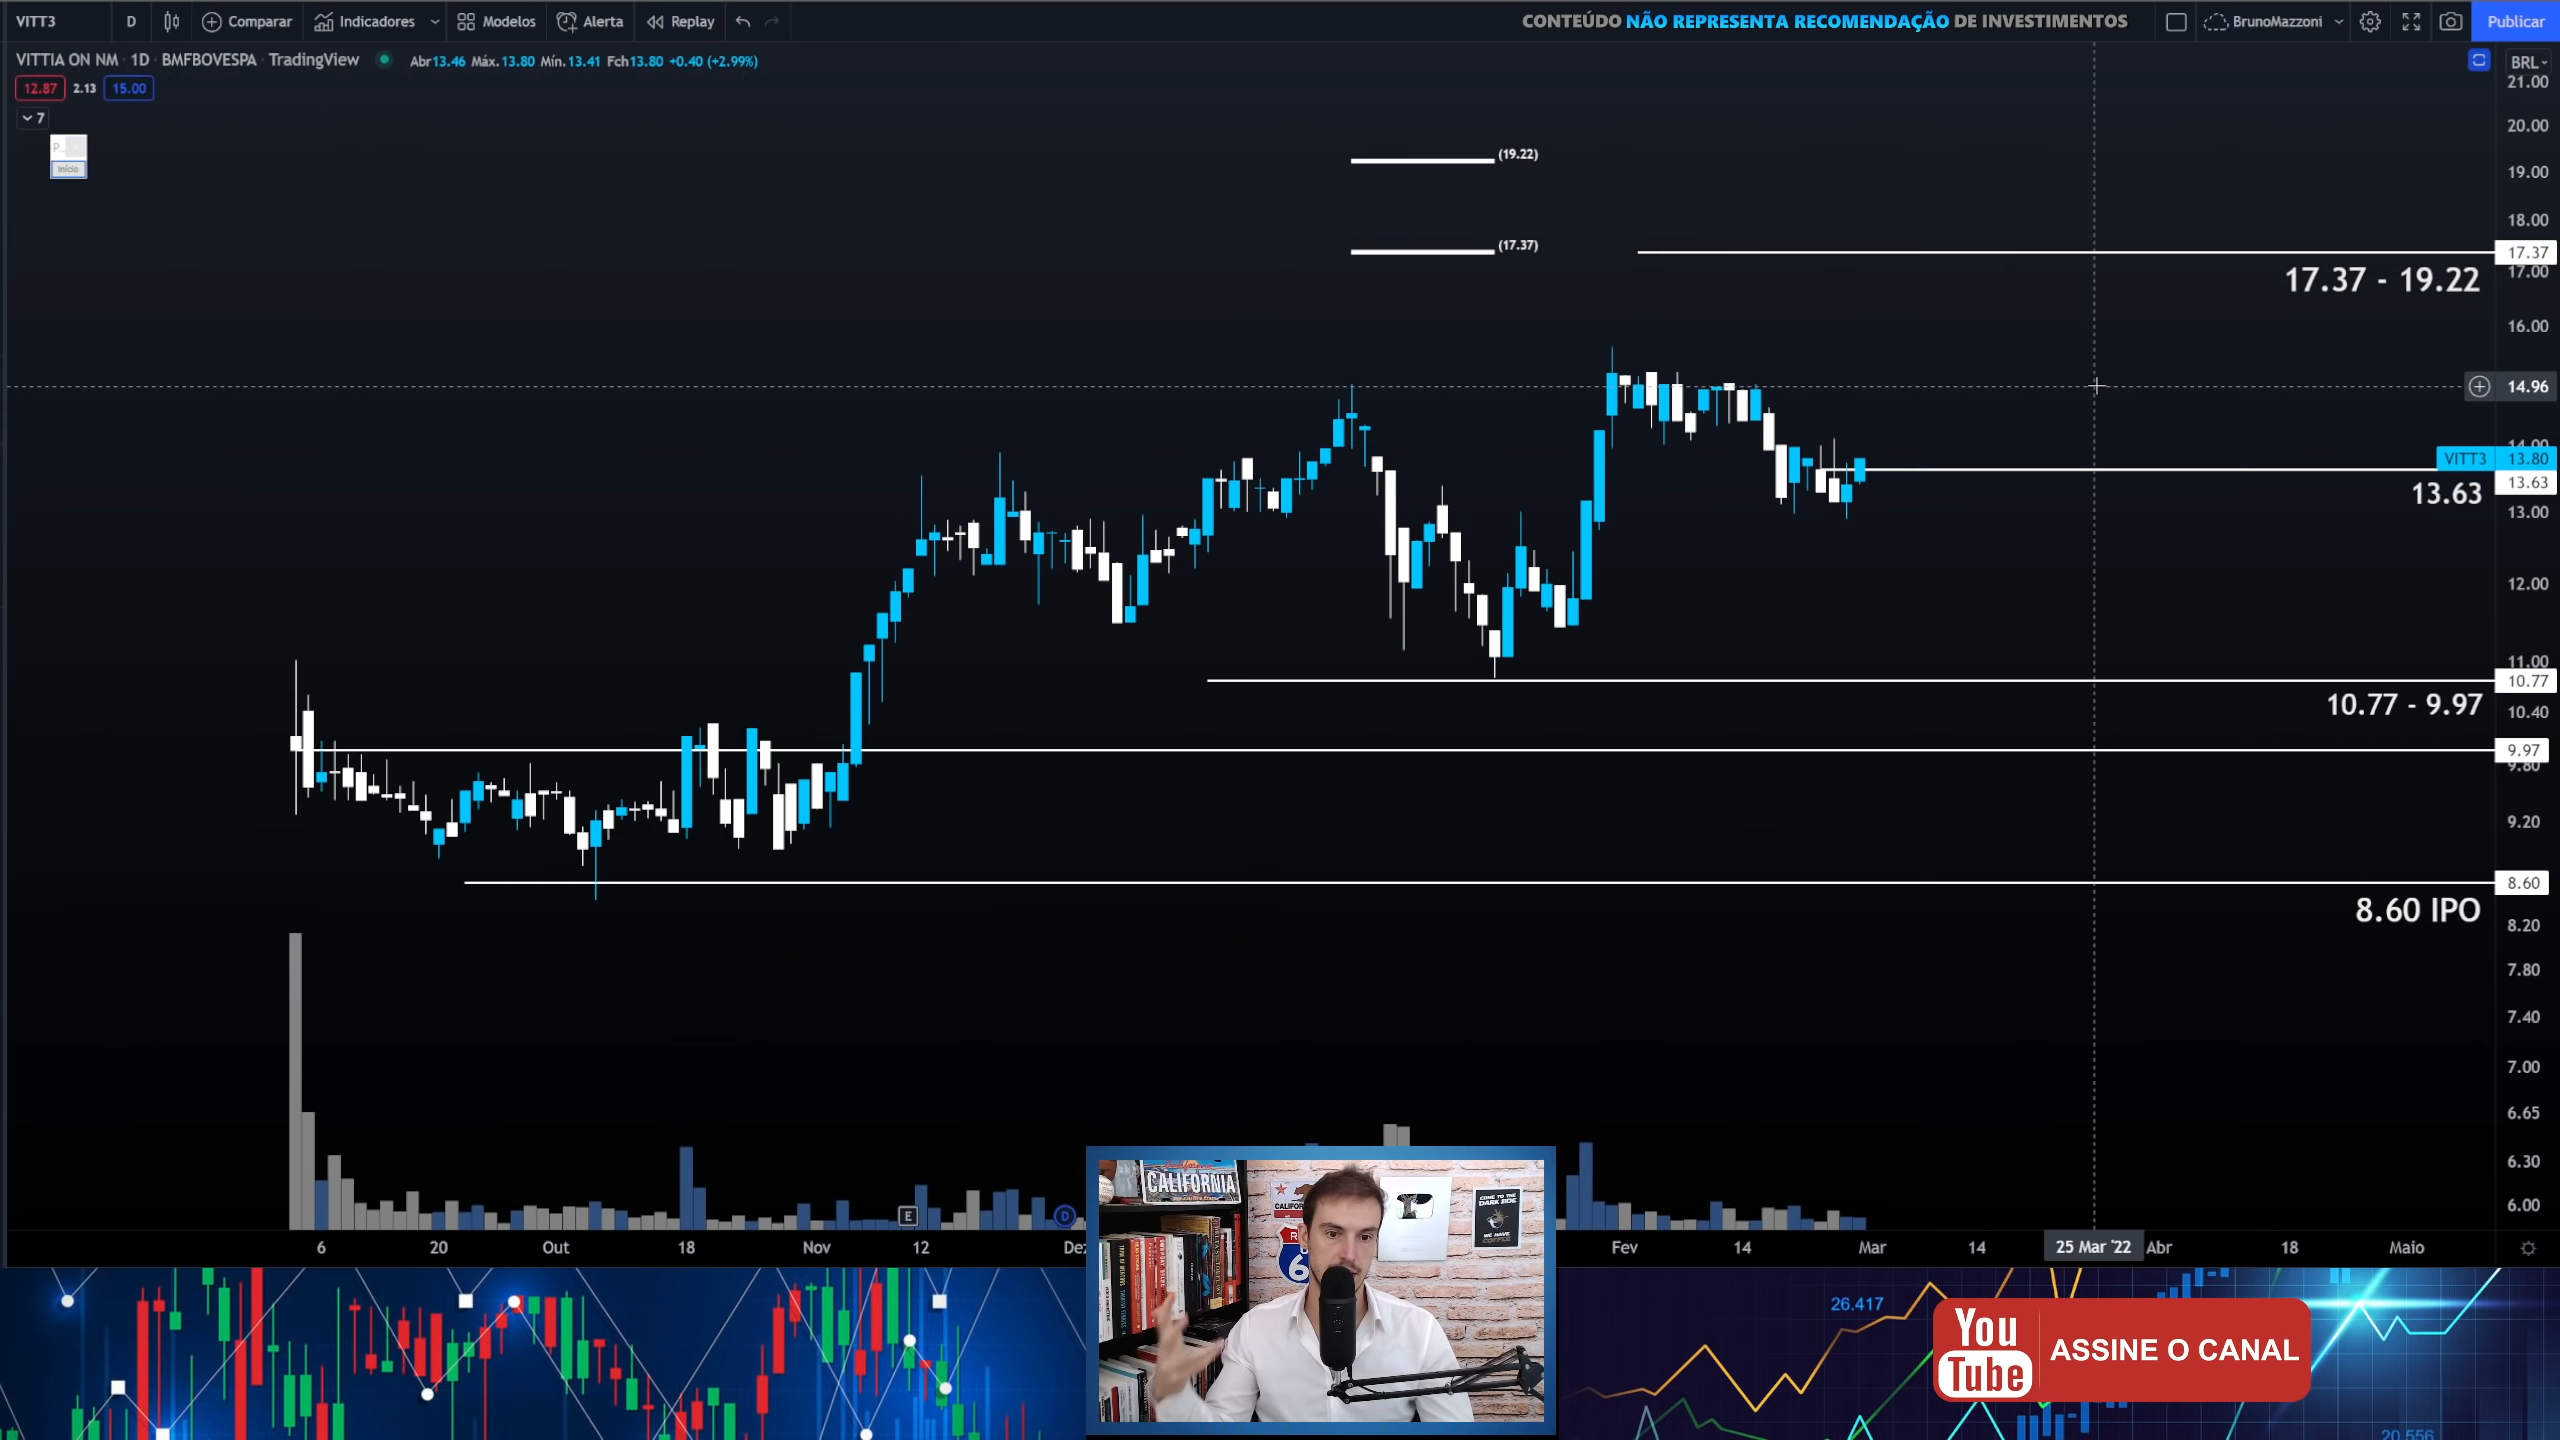 VITT3 D Comparar Indicadores Modelos Alerta Replay CONTEÚDO NÃO REPRESENTA RECOMENDAÇÃO DE INVESTIMENTOS BrunoMazzoni Publicar
VITTIA ON NM · 1D · BMFBOVESPA · TradingView Abr13.46 Máx.13.80 Mín.13.41 Fch13.80 +0.40 (+2.99%)
BRL
12.87 2.13 15.00
7
Início
21.00
20.00
(19.22)
19.00
18.00
(17.37)
17.37
17.00
17.37 - 19.22
16.00
14.96
14.00
VITT3 13.80
13.63
13.63
13.00
12.00
11.00
10.77
10.77 - 9.97
10.40
9.97
9.80
9.20
8.60
8.60 IPO
8.20
7.80
7.40
7.00
6.65
6.30
6.00
E
D
6 20 Out 18 Nov 12 Dez Fev 14 Mar 14 25 Mar '22 Abr 18 Maio
CALIFORNIA
COME TO THE
DARK SIDE
WE HAVE
COFFEE
26.417
You
Tube
ASSINE O CANAL
20.556